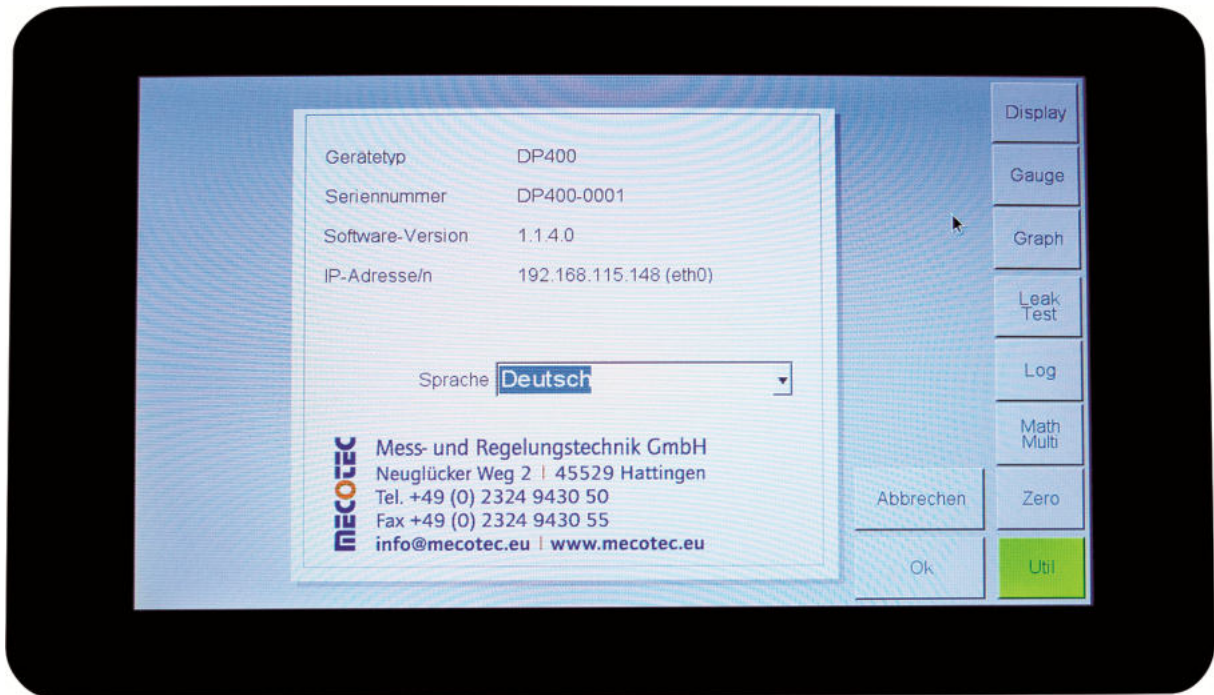 Gerätetyp DP400
Seriennummer DP400-0001
Software-Version 1.1.4.0
IP-Adresse/n 192.168.115.148 (eth0)
Sprache Deutsch
MECOTEC
Mess- und Regelungstechnik GmbH
Neuglücker Weg 2 | 45529 Hattingen
Tel. +49 (0) 2324 9430 50
Fax +49 (0) 2324 9430 55
info@mecotec.eu | www.mecotec.eu
Abbrechen
Ok
Display
Gauge
Graph
Leak
Test
Log
Math
Multi
Zero
Util